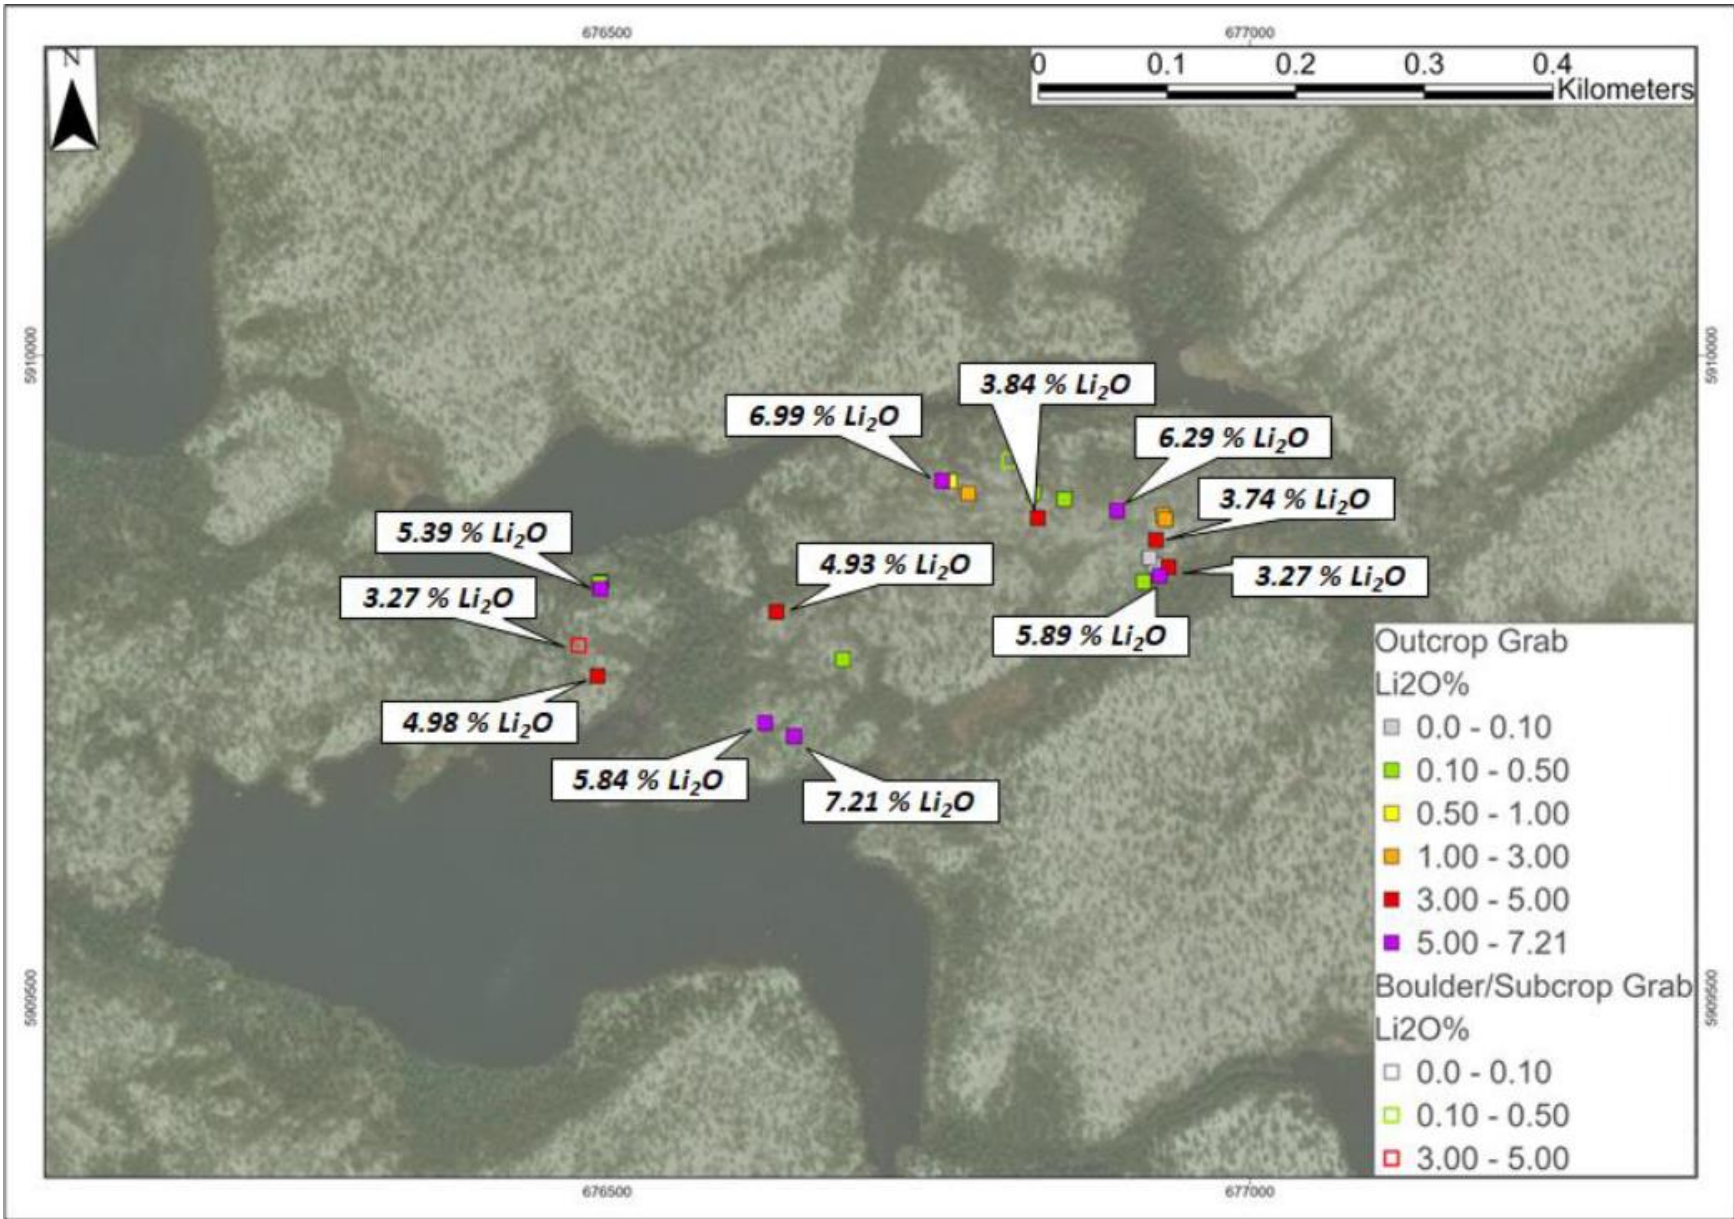 676500
677000
N
0 0.1 0.2 0.3 0.4
Kilometers
5910000
5910000
3.84 % Li₂O
6.99 % Li₂O
6.29 % Li₂O
3.74 % Li₂O
5.39 % Li₂O
4.93 % Li₂O
3.27 % Li₂O
3.27 % Li₂O
5.89 % Li₂O
4.98 % Li₂O
5.84 % Li₂O
7.21 % Li₂O
Outcrop Grab
Li2O%
0.0 - 0.10
0.10 - 0.50
0.50 - 1.00
1.00 - 3.00
3.00 - 5.00
5.00 - 7.21
Boulder/Subcrop Grab
Li2O%
0.0 - 0.10
0.10 - 0.50
3.00 - 5.00
5909500
5909500
676500
677000